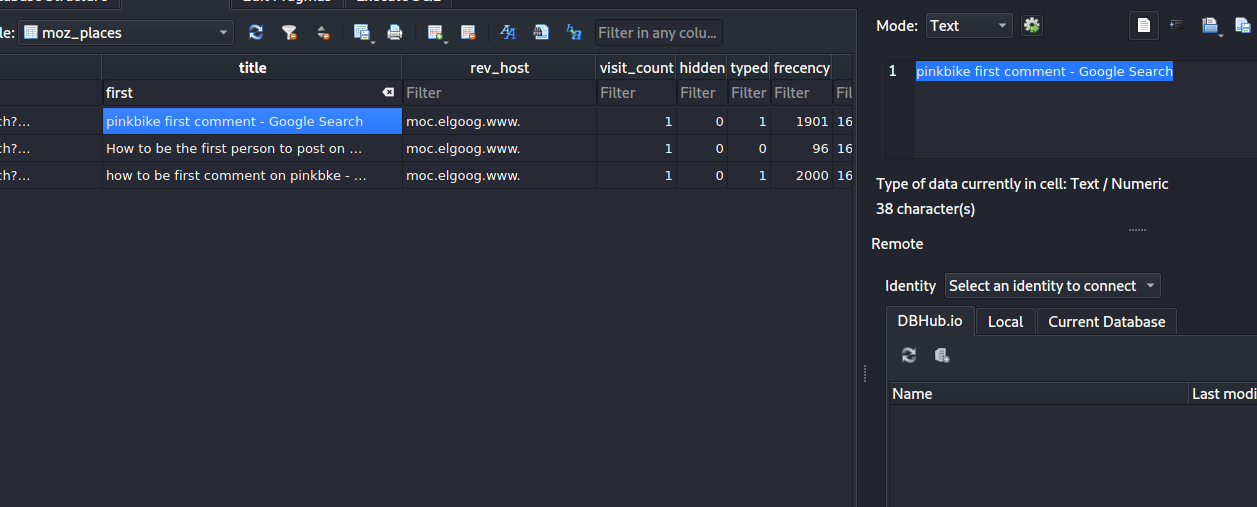 le: moz_places Filter in any colu...
title rev_host visit_count hidden typed frecency
first Filter Filter Filter Filter Filter Fil
ch?... pinkbike first comment - Google Search moc.elgoog.www. 1 0 1 1901 16
ch?... How to be the first person to post on ... moc.elgoog.www. 1 0 0 96 16
ch?... how to be first comment on pinkbke - ... moc.elgoog.www. 1 0 1 2000 16
Mode: Text
1 pinkbike first comment - Google Search
Type of data currently in cell: Text / Numeric
38 character(s)
Remote
Identity Select an identity to connect
DBHub.io Local Current Database
Name Last modi